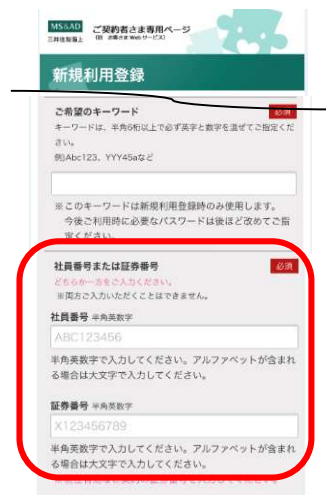 MS&AD
三井住友海上
ご契約者さま専用ページ
(旧 お客さまWebサービス)
新規利用登録
ご希望のキーワード 必須
キーワードは、半角6桁以上で必ず英字と数字を混ぜてご指定くだ
さい。
例)Abc123、YYY45aなど
※このキーワードは新規利用登録時のみ使用します。
今後ご利用時に必要なパスワードは後ほど改めてご指
定ください。
社員番号または証券番号 必須
どちらか一方をご入力ください。
※両方ご入力いただくことはできません。
社員番号 半角英数字
ABC123456
半角英数字で入力してください。アルファベットが含まれ
る場合は大文字で入力してください。
証券番号 半角英数字
X123456789
半角英数字で入力してください。アルファベットが含まれ
る場合は大文字で入力してください。